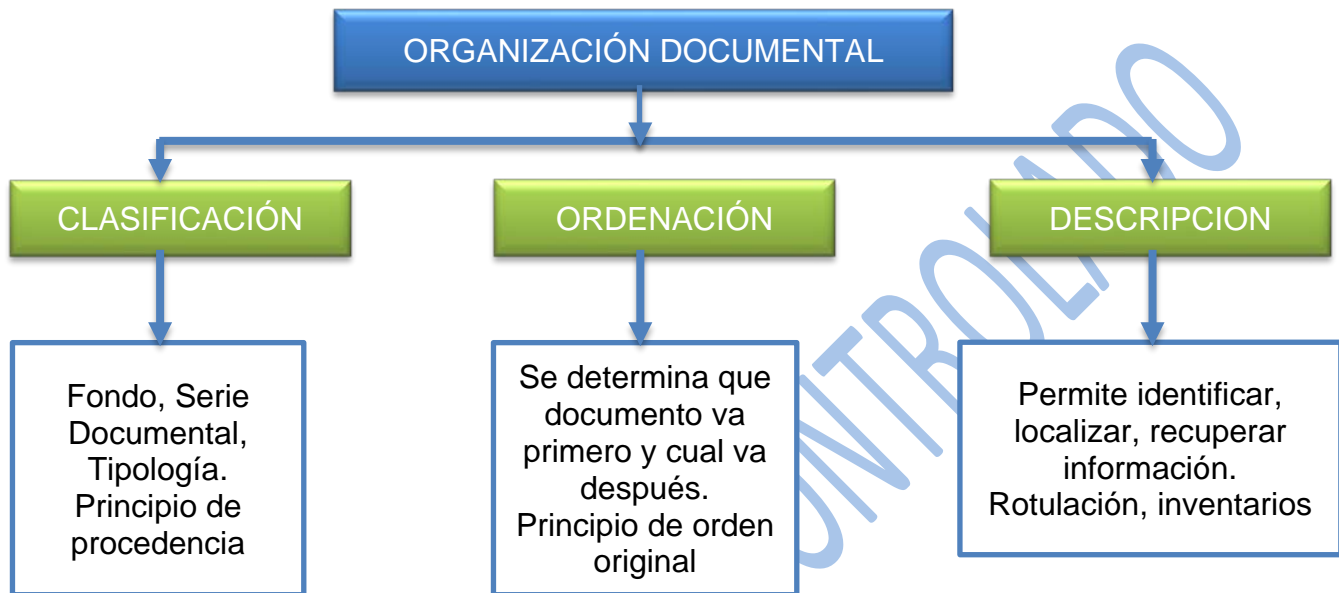 ORGANIZACIÓN DOCUMENTAL
CLASIFICACIÓN
ORDENACIÓN
DESCRIPCION
Fondo, Serie
Documental,
Tipología.
Principio de
procedencia
Se determina que
documento va
primero y cual va
después.
Principio de orden
original
Permite identificar,
localizar, recuperar
información.
Rotulación, inventarios
ONTROLADO